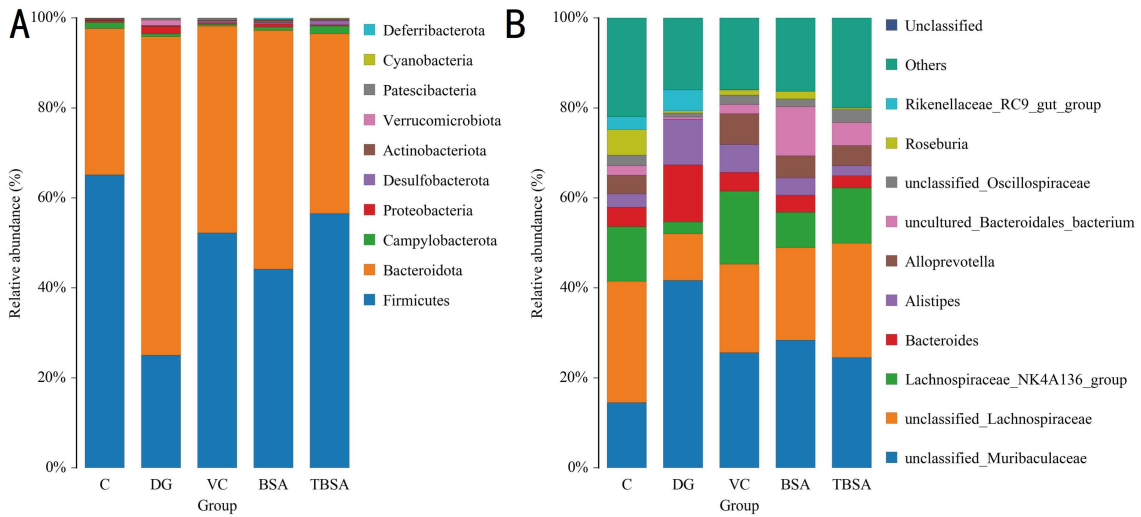 A
Relative abundance (%)
100%
80%
60%
40%
20%
0%
C DG VC BSA TBSA
Group
Deferribacterota
Cyanobacteria
Patescibacteria
Verrucomicrobiota
Actinobacteriota
Desulfobacterota
Proteobacteria
Campylobacterota
Bacteroidota
Firmicutes
B
Relative abundance (%)
100%
80%
60%
40%
20%
0%
C DG VC BSA TBSA
Group
Unclassified
Others
Rikenellaceae_RC9_gut_group
Roseburia
unclassified_Oscillospiraceae
uncultured_Bacteroidales_bacterium
Alloprevotella
Alistipes
Bacteroides
Lachnospiraceae_NK4A136_group
unclassified_Lachnospiraceae
unclassified_Muribaculaceae